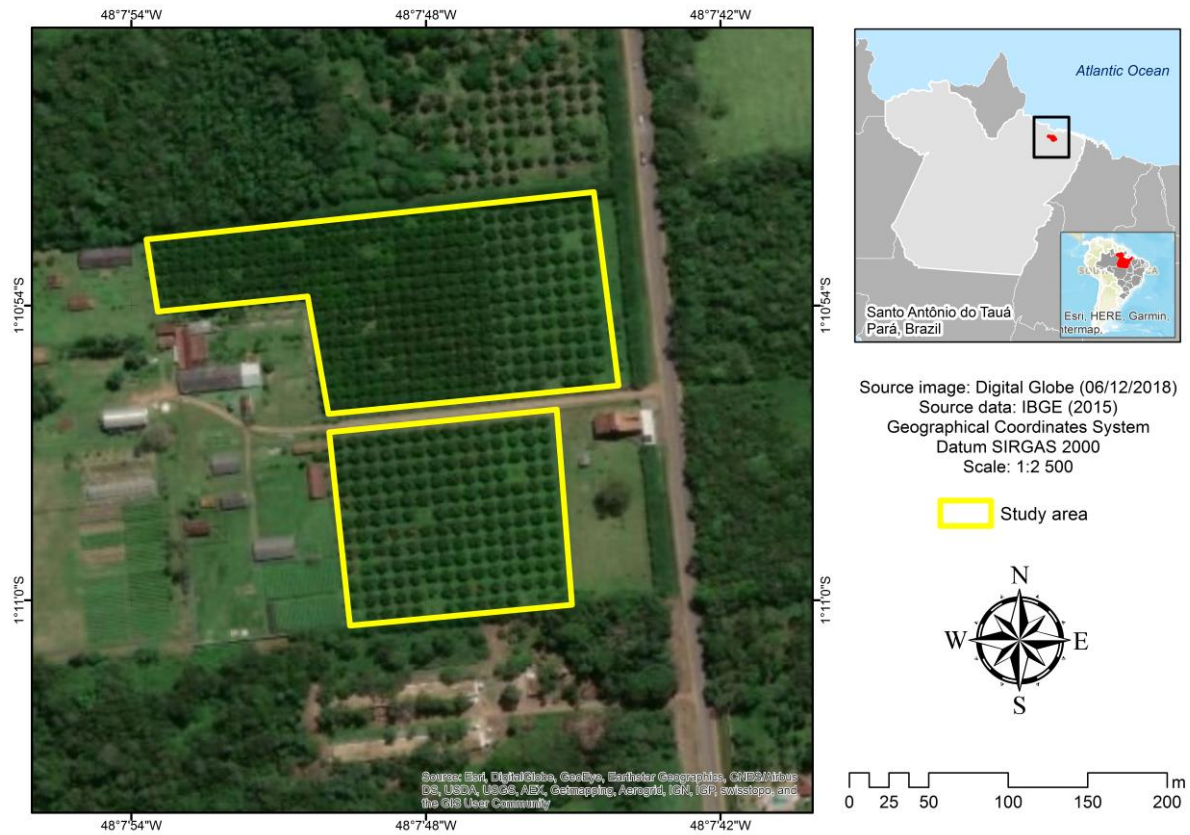 48°7'54"W
48°7'48"W
48°7'42"W
1°10'54"S
1°10'54"S
1°11'0"S
1°11'0"S
Source: Esri, DigitalGlobe, GeoEye, Earthstar Geographics, CNES/Airbus
DS, USDA, USGS, AEX, Getmapping, Aerogrid, IGN, IGP, swisstopo, and
the GIS User Community
48°7'54"W
48°7'48"W
48°7'42"W
Atlantic Ocean
Santo Antônio do Tauá
Pará, Brazil
Esri, HERE, Garmin,
ntermap,
Source image: Digital Globe (06/12/2018)
Source data: IBGE (2015)
Geographical Coordinates System
Datum SIRGAS 2000
Scale: 1:2 500
Study area
N
W
E
S
m
0 25 50 100 150 200